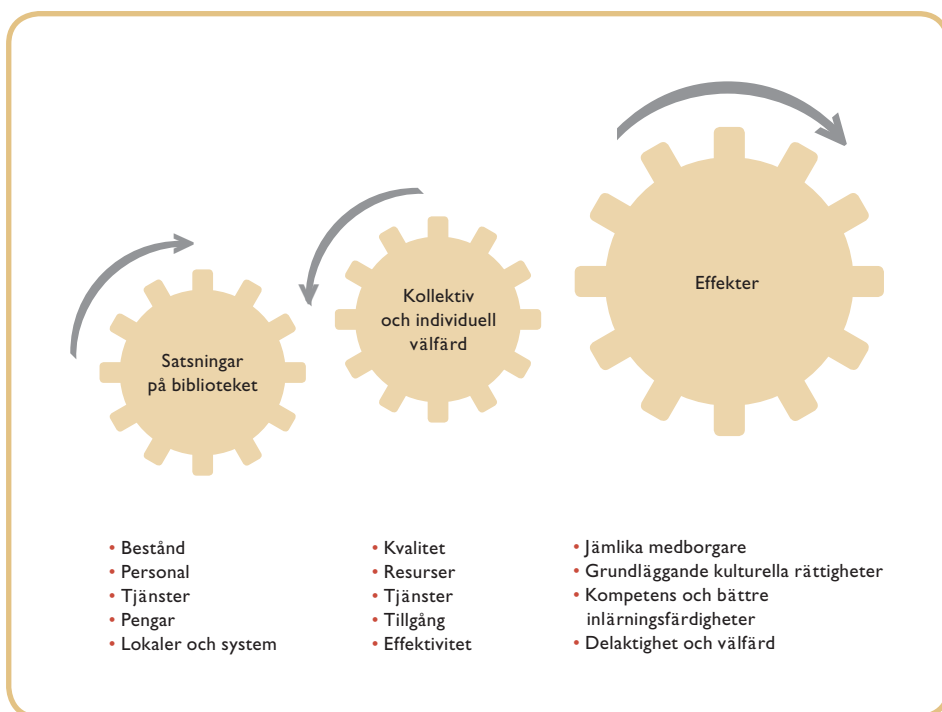 Satsningar
på biblioteket
Kollektiv
och individuell
välfärd
Effekter
• Bestånd
• Personal
• Tjänster
• Pengar
• Lokaler och system
• Kvalitet
• Resurser
• Tjänster
• Tillgång
• Effektivitet
• Jämlika medborgare
• Grundläggande kulturella rättigheter
• Kompetens och bättre
inlärningsfärdigheter
• Delaktighet och välfärd